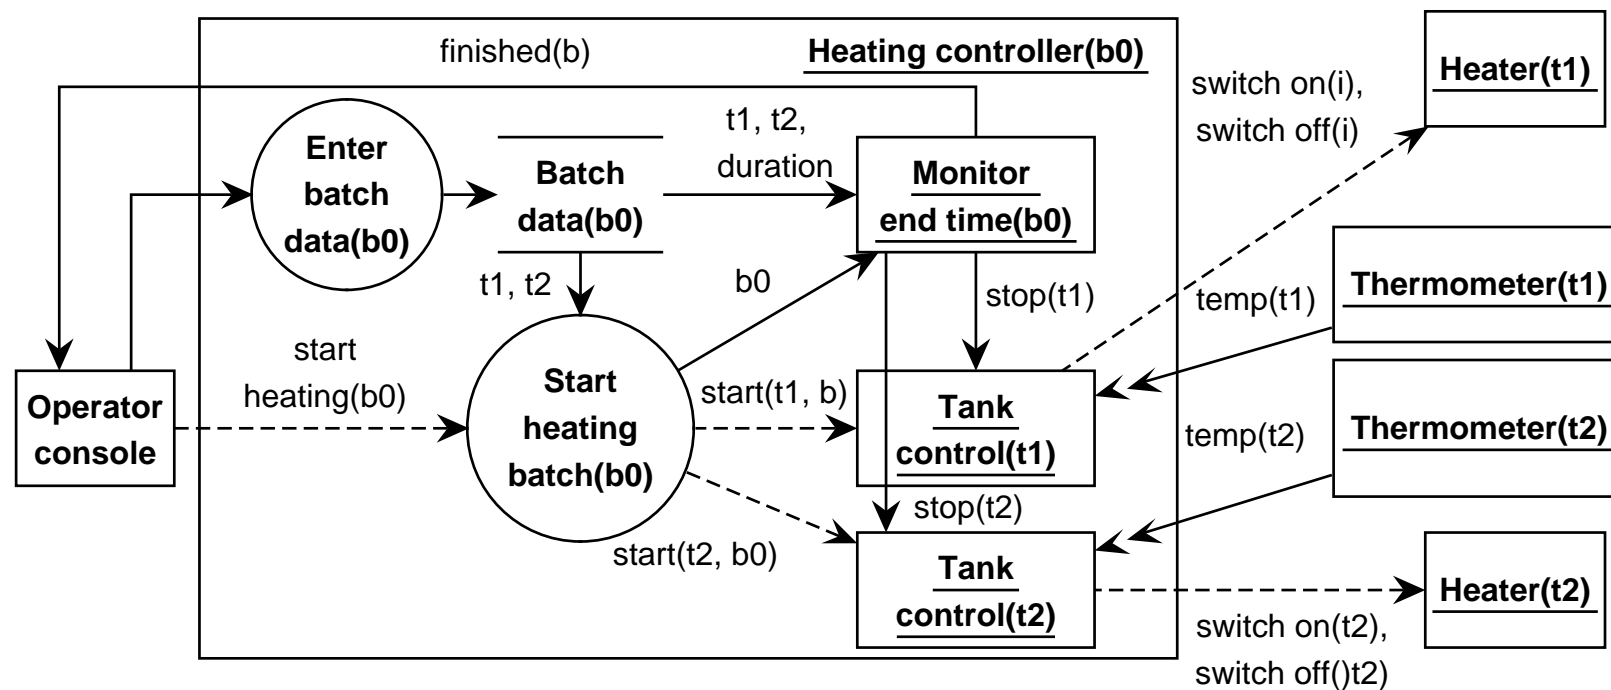 finished(b)
Heating controller(b0)
Heater(t1)
switch on(i),
switch off(i)
Enter
batch
data(b0)
Batch
data(b0)
t1, t2,
duration
Monitor
end time(b0)
t1, t2
b0
stop(t1)
temp(t1)
Thermometer(t1)
start
heating(b0)
Operator
console
Start
heating
batch(b0)
start(t1, b)
Tank
control(t1)
temp(t2)
Thermometer(t2)
stop(t2)
start(t2, b0)
Tank
control(t2)
Heater(t2)
switch on(t2),
switch off()t2)